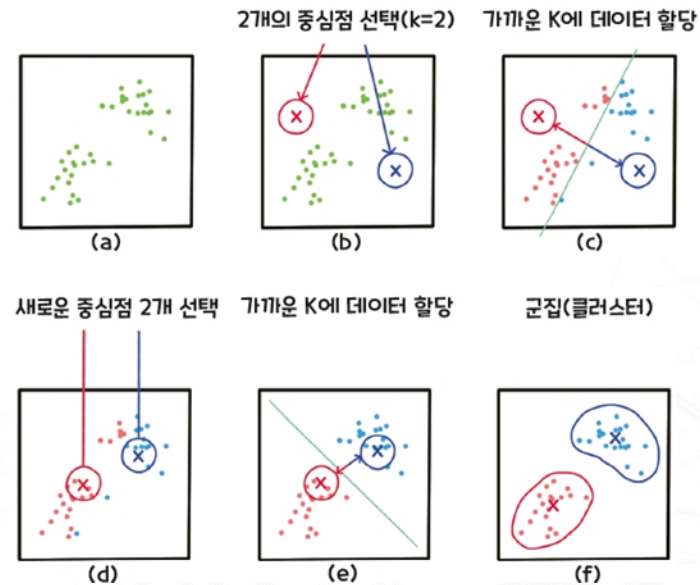 2개의 중심점 선택(k=2)
가까운 K에 데이터 할당
(a)
(b)
(c)
새로운 중심점 2개 선택
가까운 K에 데이터 할당
군집(클러스터)
(d)
(e)
(f)